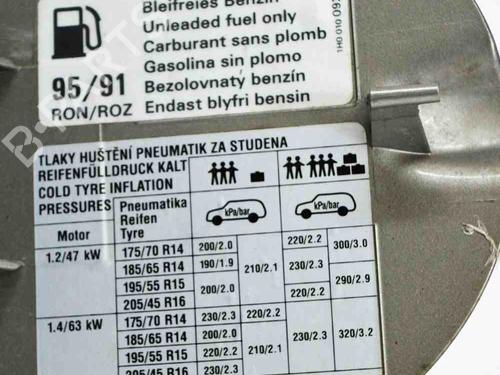 Bleifreies Benzin
Unleaded fuel only
Carburant sans plomb
Gasolina sin plomo
Bezolovnatý benzín
Endast blyfri bensin
95/91
RON/ROZ
1H0 010 09
TLAKY HUŠTĚNÍ PNEUMATIK ZA STUDENA
REIFENFÜLLDRUCK KALT
COLD TYRE INFLATION
PRESSURES
Pneumatika
Reifen
Tyre
kPa/bar
kPa/bar
Motor
1.2/47 kW
175/70 R14 200/2.0 210/2.1 220/2.2 300/3.0
185/65 R14 190/1.9 230/2.3
195/55 R15 200/2.0 290/2.9
205/45 R16 220/2.2
1.4/63 kW
175/70 R14 230/2.3 220/2.2 230/2.3 320/3.2
185/65 R14 200/2.0 210/2.1
195/55 R15 220/2.2
205/45 R16 230/2.3